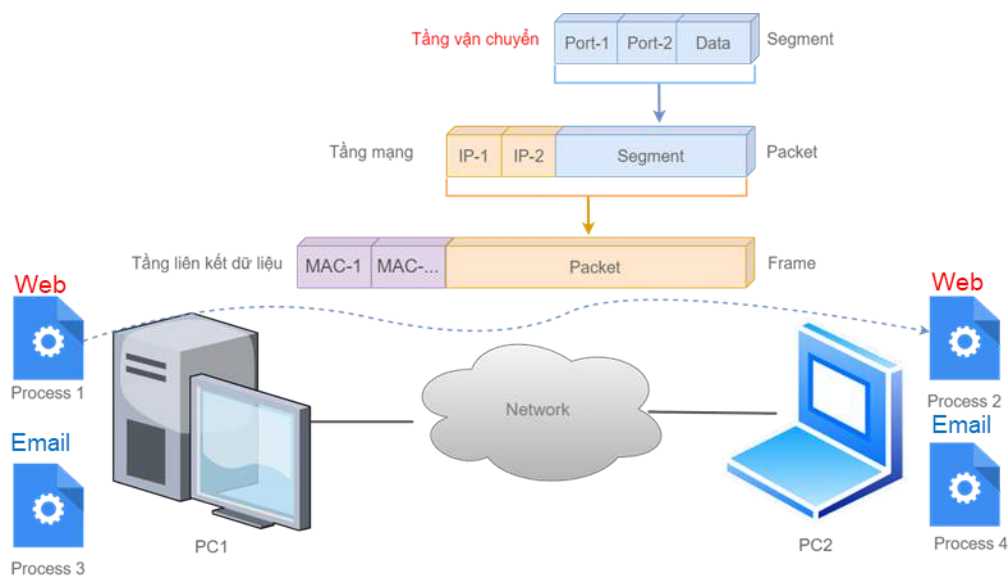 Tầng vận chuyển Port-1 Port-2 Data Segment
Tầng mạng IP-1 IP-2 Segment Packet
Tầng liên kết dữ liệu MAC-1 MAC-... Packet Frame
Web
Web
Process 1
Process 2
Network
Email
Email
Process 3
PC1
PC2
Process 4